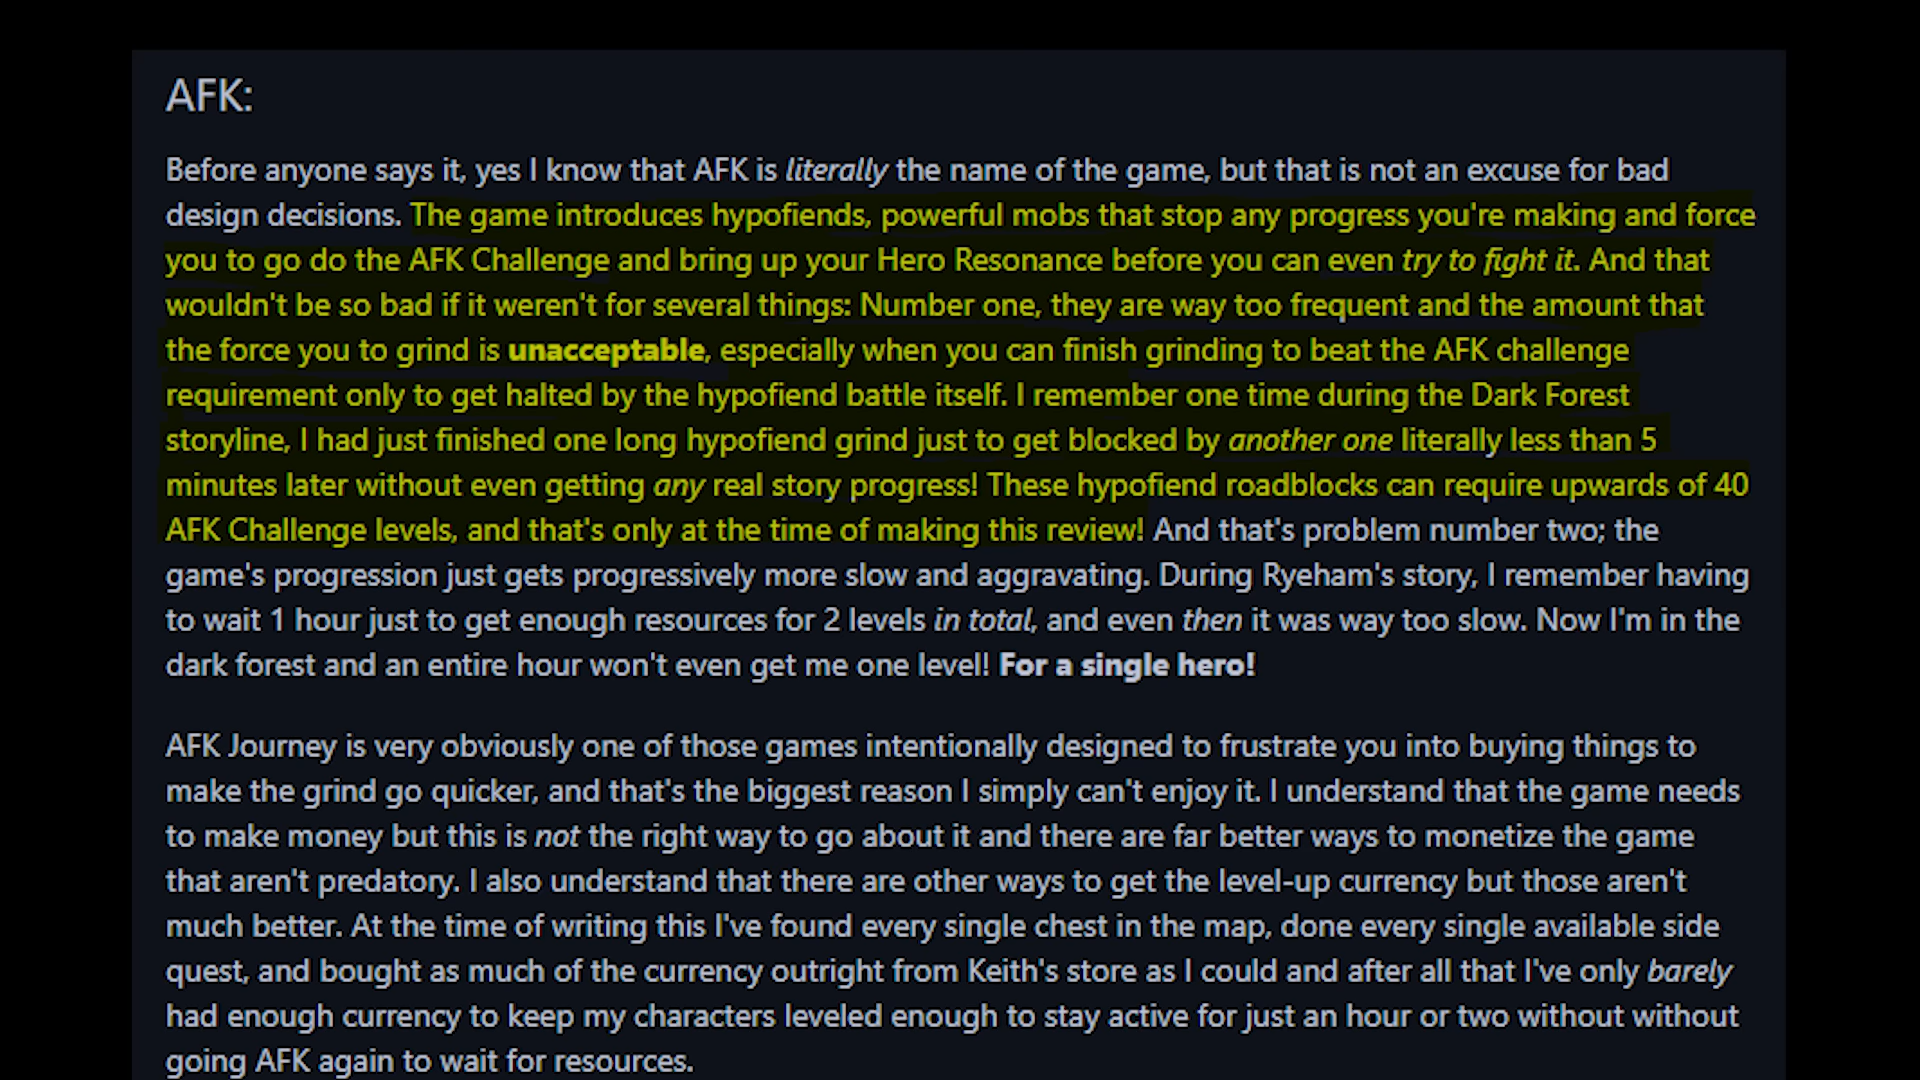 AFK:
Before anyone says it, yes I know that AFK is literally the name of the game, but that is not an excuse for bad
design decisions. The game introduces hypofiends, powerful mobs that stop any progress you're making and force
you to go do the AFK Challenge and bring up your Hero Resonance before you can even try to fight it. And that
wouldn't be so bad if it weren't for several things: Number one, they are way too frequent and the amount that
the force you to grind is unacceptable, especially when you can finish grinding to beat the AFK challenge
requirement only to get halted by the hypofiend battle itself. I remember one time during the Dark Forest
storyline, I had just finished one long hypofiend grind just to get blocked by another one literally less than 5
minutes later without even getting any real story progress! These hypofiend roadblocks can require upwards of 40
AFK Challenge levels, and that's only at the time of making this review! And that's problem number two; the
game's progression just gets progressively more slow and aggravating. During Ryeham's story, I remember having
to wait 1 hour just to get enough resources for 2 levels in total, and even then it was way too slow. Now I'm in the
dark forest and an entire hour won't even get me one level! For a single hero!
AFK Journey is very obviously one of those games intentionally designed to frustrate you into buying things to
make the grind go quicker, and that's the biggest reason I simply can't enjoy it. I understand that the game needs
to make money but this is not the right way to go about it and there are far better ways to monetize the game
that aren't predatory. I also understand that there are other ways to get the level-up currency but those aren't
much better. At the time of writing this I've found every single chest in the map, done every single available side
quest, and bought as much of the currency outright from Keith's store as I could and after all that I've only barely
had enough currency to keep my characters leveled enough to stay active for just an hour or two without without
going AFK again to wait for resources.